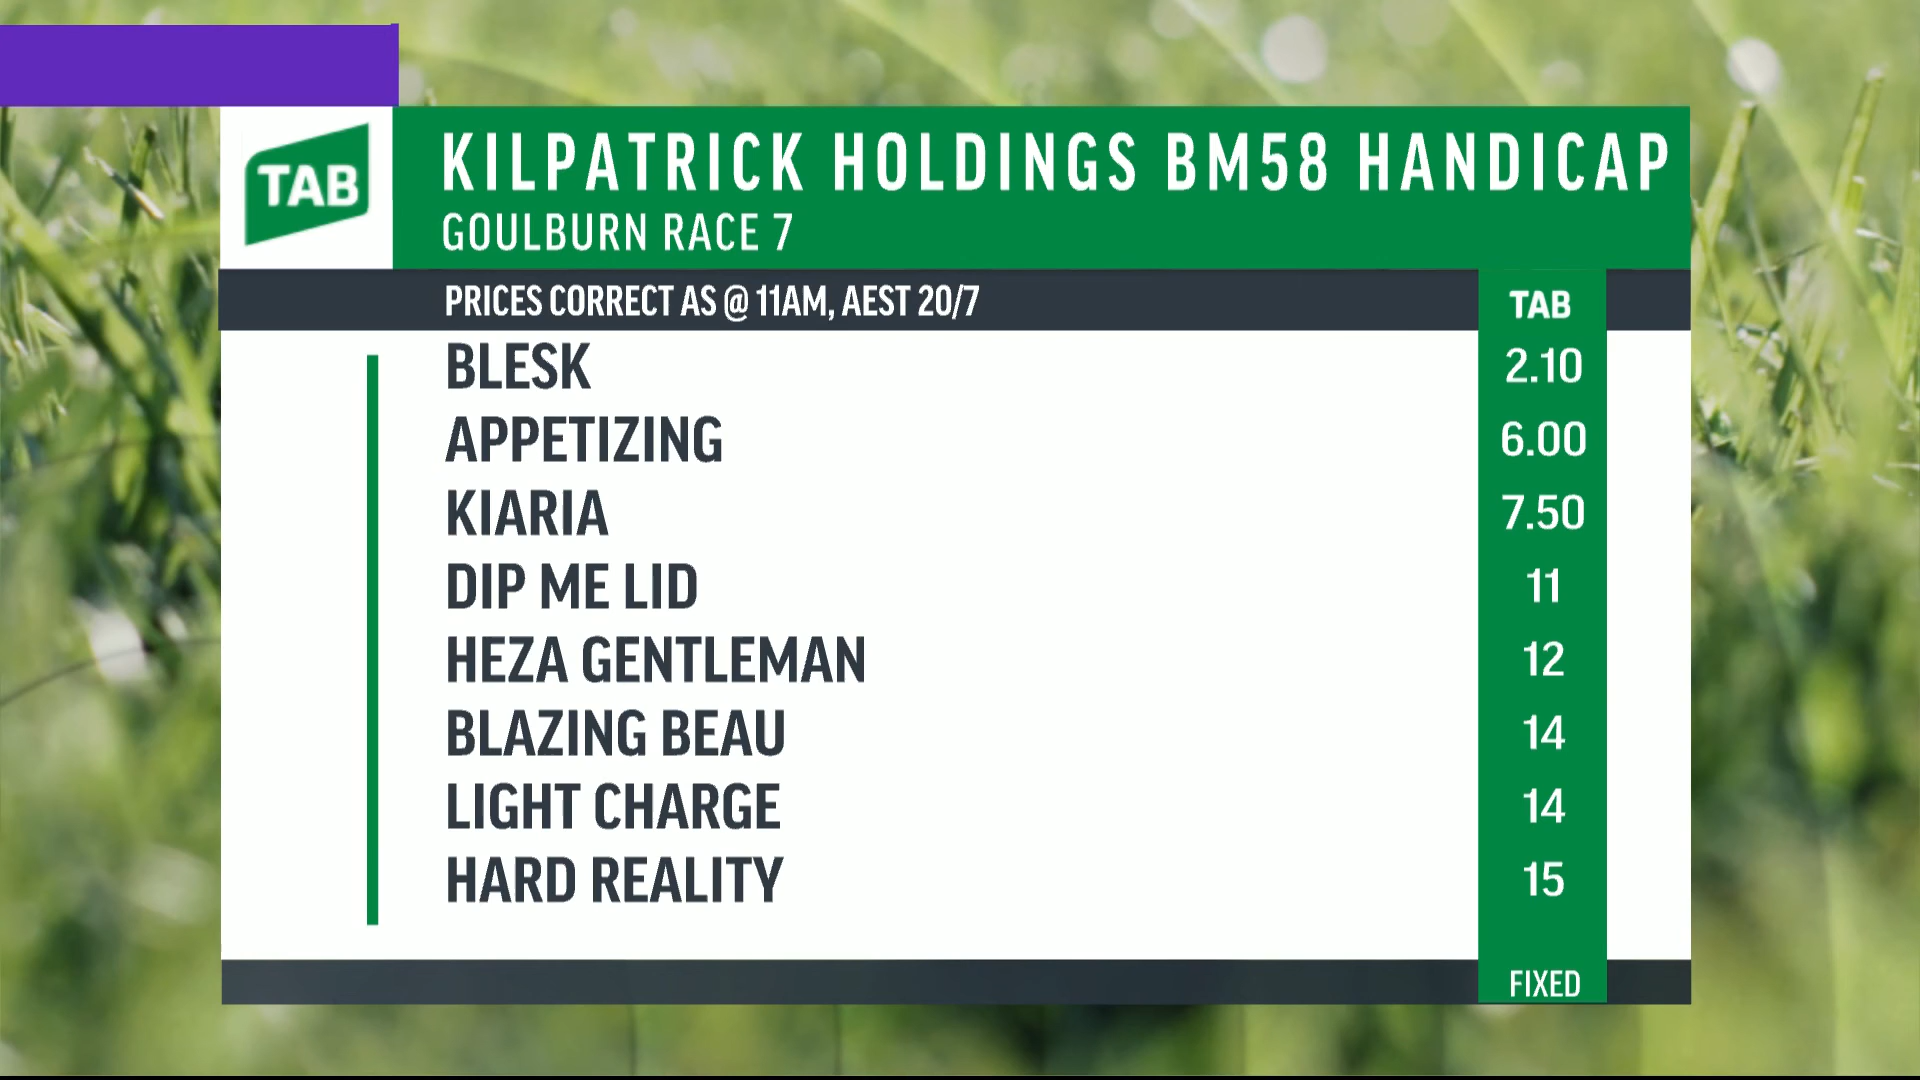 TAB
KILPATRICK HOLDINGS BM58 HANDICAP
GOULBURN RACE 7
PRICES CORRECT AS @ 11AM, AEST 20/7 TAB
BLESK 2.10
APPETIZING 6.00
KIARIA 7.50
DIP ME LID 11
HEZA GENTLEMAN 12
BLAZING BEAU 14
LIGHT CHARGE 14
HARD REALITY 15
FIXED